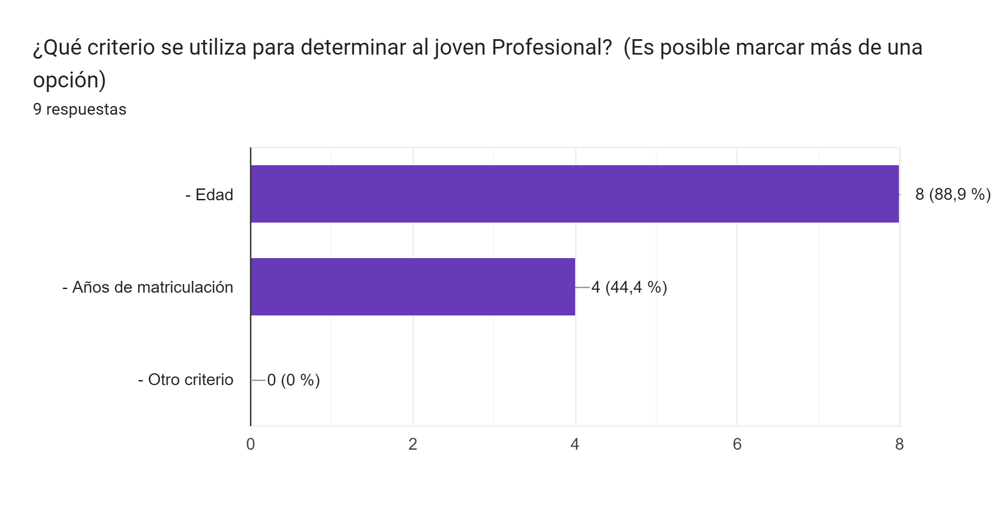 ¿Qué criterio se utiliza para determinar al joven Profesional?  (Es posible marcar más de una
opción)
9 respuestas
- Edad
8 (88,9 %)
- Años de matriculación
4 (44,4 %)
- Otro criterio
0 (0 %)
0
2
4
6
8